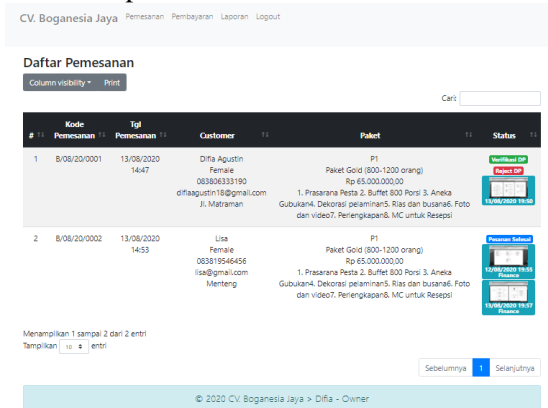 CV. Boganesia Jaya Pemesanan Pembayaran Laporan Logout
Daftar Pemesanan
Column visibility Print
Cari:
# Kode Pemesanan Tgl Pemesanan Customer Paket Status
1 B/08/20/0001 13/08/2020 14:47 Difia Agustin P1 Verifikasi DP
Female Paket Gold (800-1200 orang) Reject DP
083806333190 Rp 65.000.000,00
difiaagustin18@gmail.com 1. Prasarana Pesta 2. Buffet 800 Porsi 3. Aneka
Jl. Matraman Gubukan4. Dekorasi pelaminan5. Rias dan busana6. Foto
dan video7. Perlengkapan8. MC untuk Resepsi
13/08/2020 19:50
2 B/08/20/0002 13/08/2020 14:53 Lisa P1 Pesanan Selesai
Female Paket Gold (800-1200 orang)
083819546456 Rp 65.000.000,00
lisa@gmail.com 1. Prasarana Pesta 2. Buffet 800 Porsi 3. Aneka 12/08/2020 19:55
Menteng Gubukan4. Dekorasi pelaminan5. Rias dan busana6. Foto Finance
dan video7. Perlengkapan8. MC untuk Resepsi
13/08/2020 19:57
Finance
Menampilkan 1 sampai 2 dari 2 entri
Tampilkan 10 entri
Sebelumnya 1 Selanjutnya
© 2020 CV. Boganesia Jaya > Difia - Owner